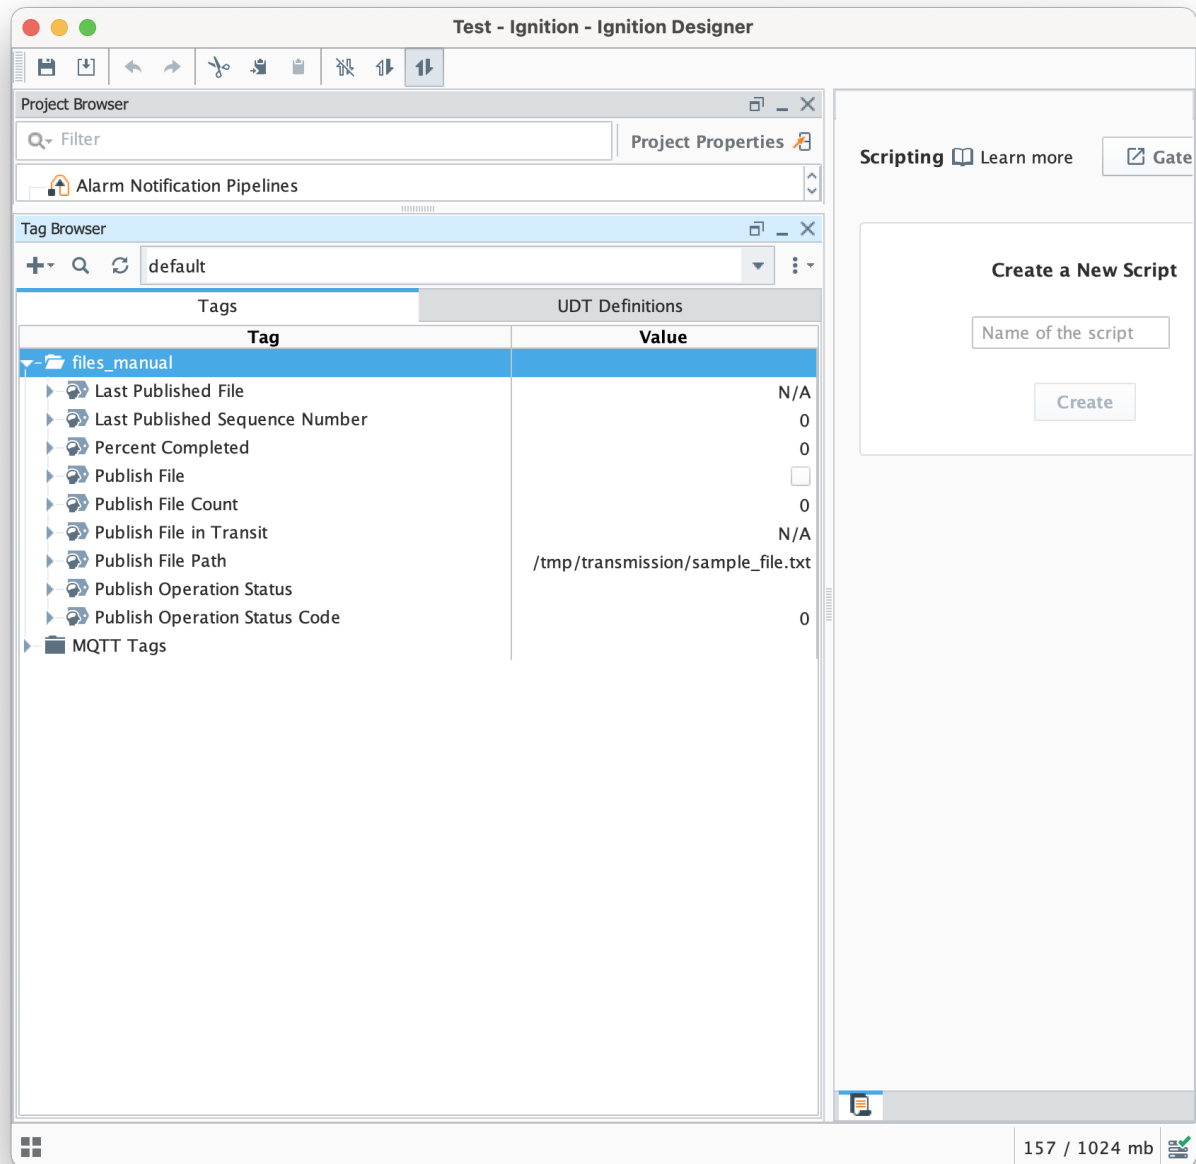 Test - Ignition - Ignition Designer
Project Browser
Filter
Project Properties
Alarm Notification Pipelines
Tag Browser
default
Tags UDT Definitions
Tag Value
files_manual
Last Published File N/A
Last Published Sequence Number 0
Percent Completed 0
Publish File
Publish File Count 0
Publish File in Transit N/A
Publish File Path /tmp/transmission/sample_file.txt
Publish Operation Status
Publish Operation Status Code 0
MQTT Tags
Scripting Learn more Gate
Create a New Script
Name of the script
Create
157 / 1024 mb